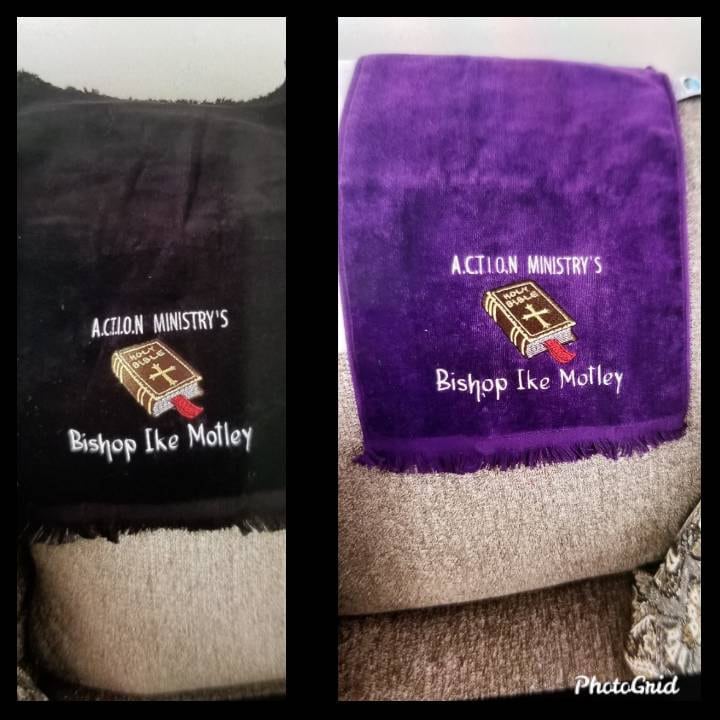 A.C.T.I.O.N MINISTRY'S
HOLY
BIBLE
Bishop Ike Motley
A.C.T.I.O.N MINISTRY'S
HOLY
BIBLE
Bishop Ike Motley
PhotoGrid